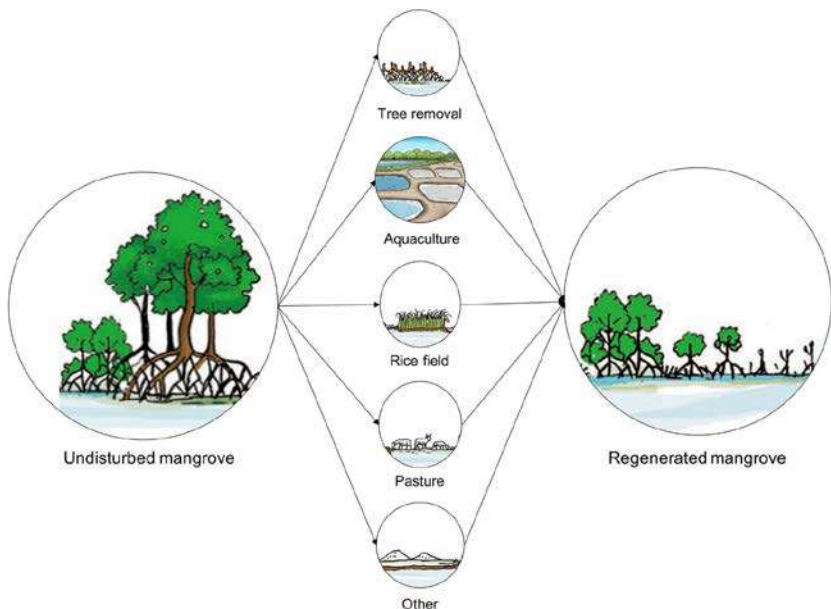 Tree removal
Aquaculture
Rice field
Undisturbed mangrove
Regenerated mangrove
Pasture
Other